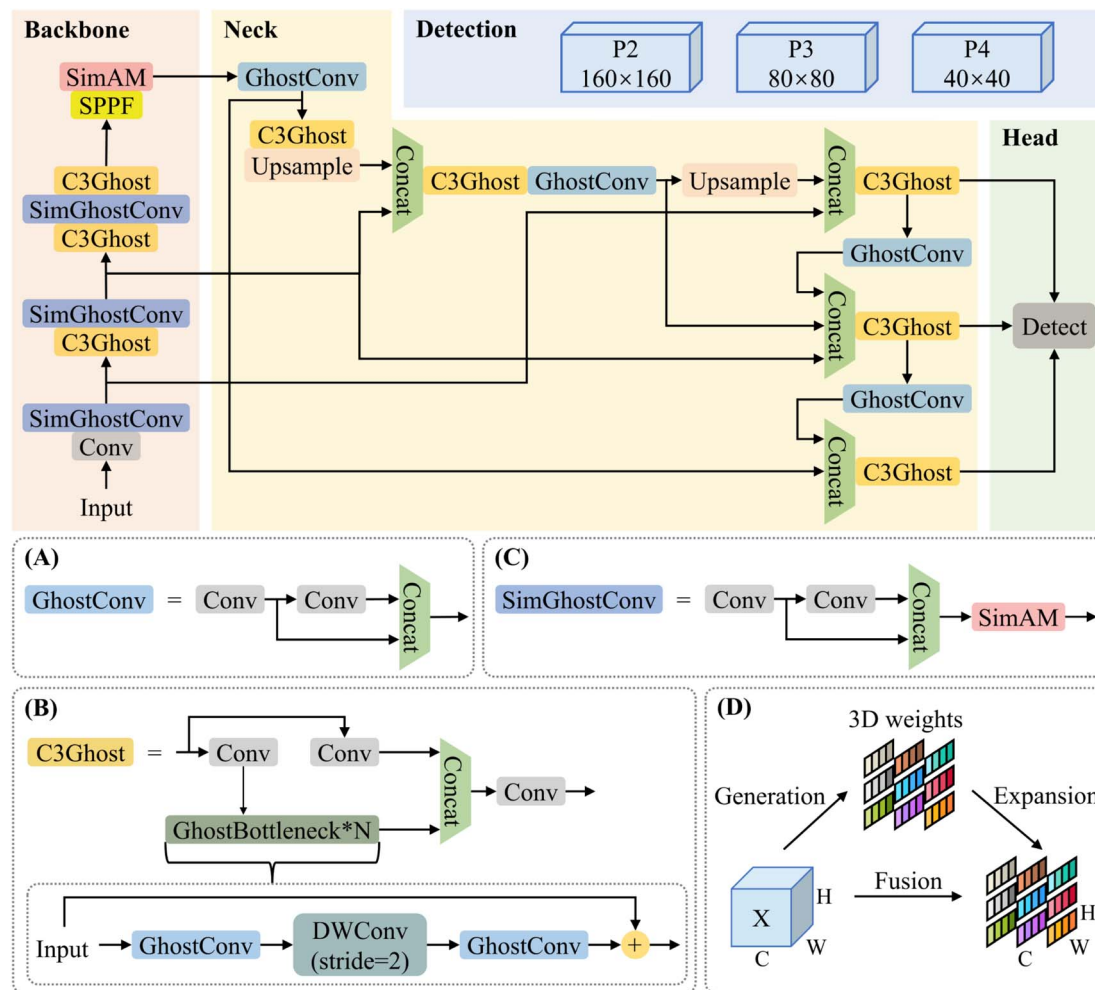 Backbone
Neck
Detection
P2
160×160
P3
80×80
P4
40×40
SimAM
SPPF
C3Ghost
SimGhostConv
C3Ghost
SimGhostConv
C3Ghost
SimGhostConv
Conv
Input
GhostConv
C3Ghost
Upsample
Concat
C3Ghost
GhostConv
Upsample
Concat
C3Ghost
GhostConv
Concat
C3Ghost
GhostConv
Concat
C3Ghost
Head
Detect
(A)
GhostConv = Conv Conv Concat
(C)
SimGhostConv = Conv Conv Concat SimAM
(B)
C3Ghost = Conv Conv Concat Conv
GhostBottleneck*N
Input GhostConv DWConv
(stride=2) GhostConv +
(D)
3D weights
Generation
Expansion
Fusion
X
H
W
C
H
W
C